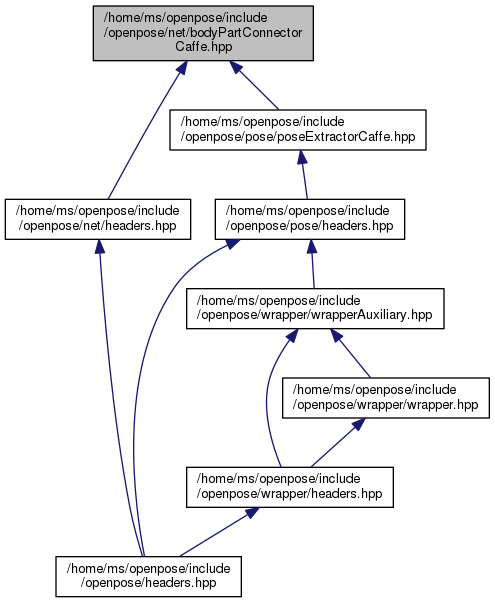 /home/ms/openpose/include
/openpose/net/bodyPartConnector
Caffe.hpp
/home/ms/openpose/include
/openpose/pose/poseExtractorCaffe.hpp
/home/ms/openpose/include
/openpose/net/headers.hpp
/home/ms/openpose/include
/openpose/pose/headers.hpp
/home/ms/openpose/include
/openpose/wrapper/wrapperAuxiliary.hpp
/home/ms/openpose/include
/openpose/wrapper/wrapper.hpp
/home/ms/openpose/include
/openpose/wrapper/headers.hpp
/home/ms/openpose/include
/openpose/headers.hpp